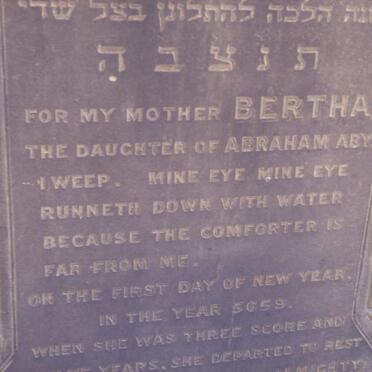 הלכה להתלונן בצל שדי
ת נ צ ב ה
FOR MY MOTHER BERTHA
THE DAUGHTER OF ABRAHAM ABY
I WEEP. MINE EYE MINE EYE
RUNNETH DOWN WITH WATER
BECAUSE THE COMFORTER IS
FAR FROM ME.
ON THE FIRST DAY OF NEW YEAR,
IN THE YEAR 5659.
WHEN SHE WAS THREE SCORE AND
YEARS, SHE DEPARTED TO REST
ALMIGHTY